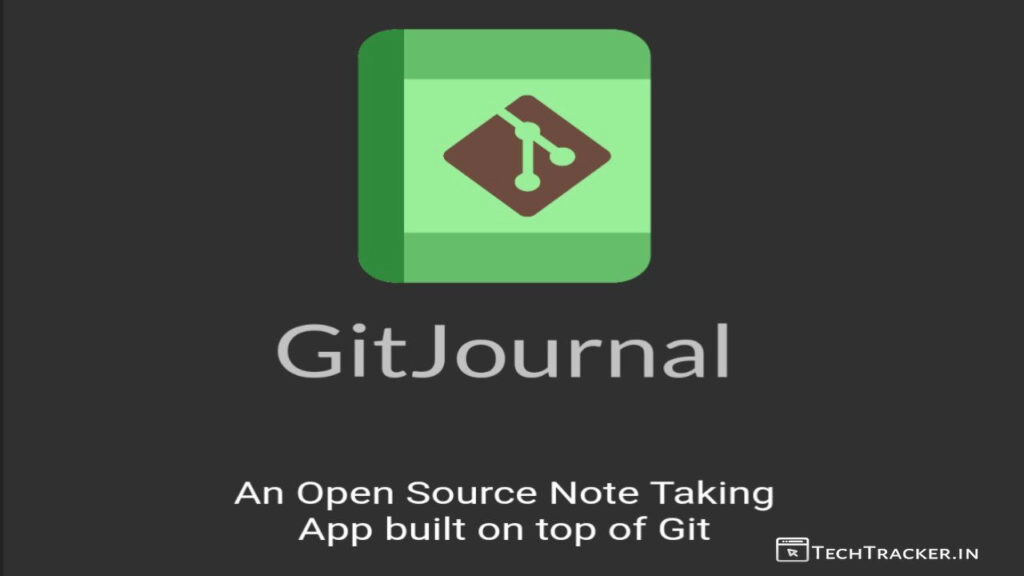 GitJournal
An Open Source Note Taking
App built on top of Git
TECHTRACKER.IN